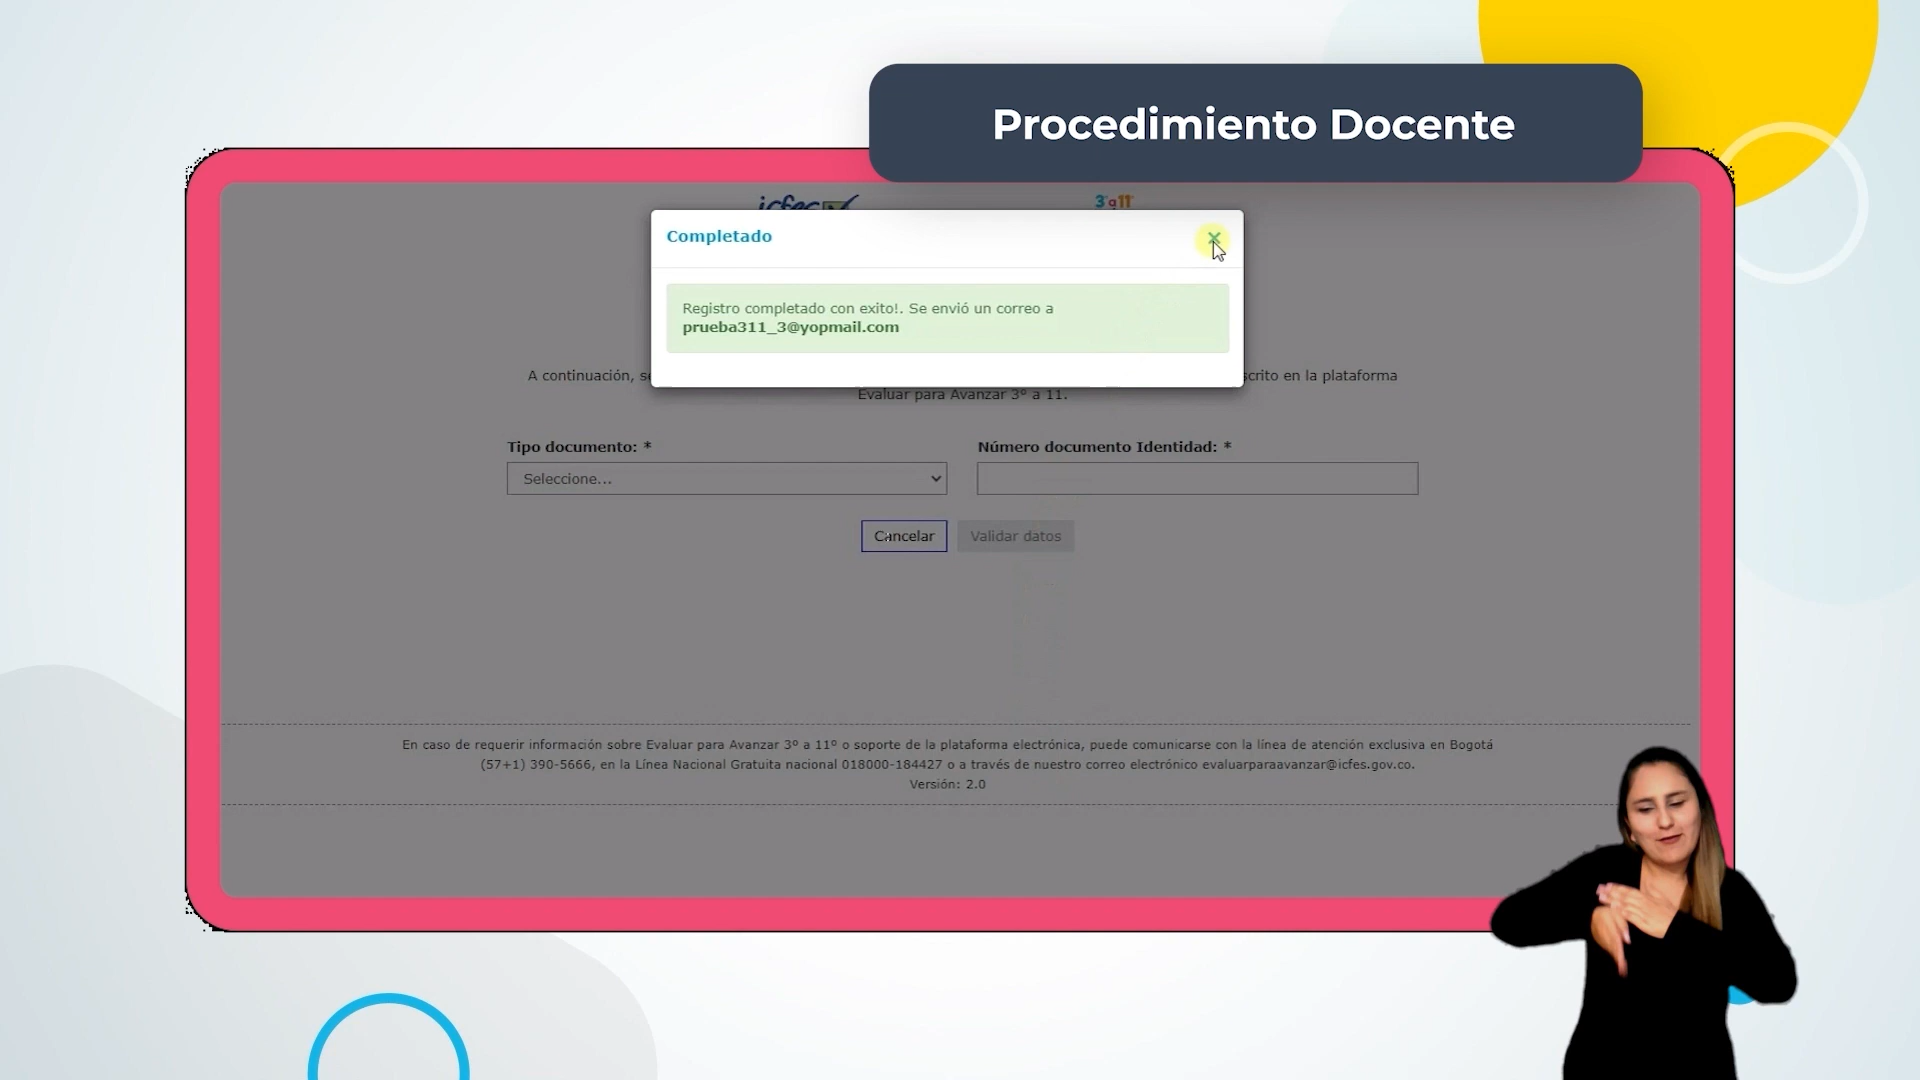 Procedimiento Docente
icfes
3° a 11°
Completado
Registro completado con exito!. Se envió un correo a
prueba311_3@yopmail.com
A continuación, s
scrito en la plataforma
Evaluar para Avanzar 3º a 11.
Tipo documento: *
Número documento Identidad: *
Seleccione...
Cancelar
Validar datos
En caso de requerir información sobre Evaluar para Avanzar 3º a 11º o soporte de la plataforma electrónica, puede comunicarse con la línea de atención exclusiva en Bogotá
(57+1) 390-5666, en la Línea Nacional Gratuita nacional 018000-184427 o a través de nuestro correo electrónico evaluarparaavanzar@icfes.gov.co.
Versión: 2.0